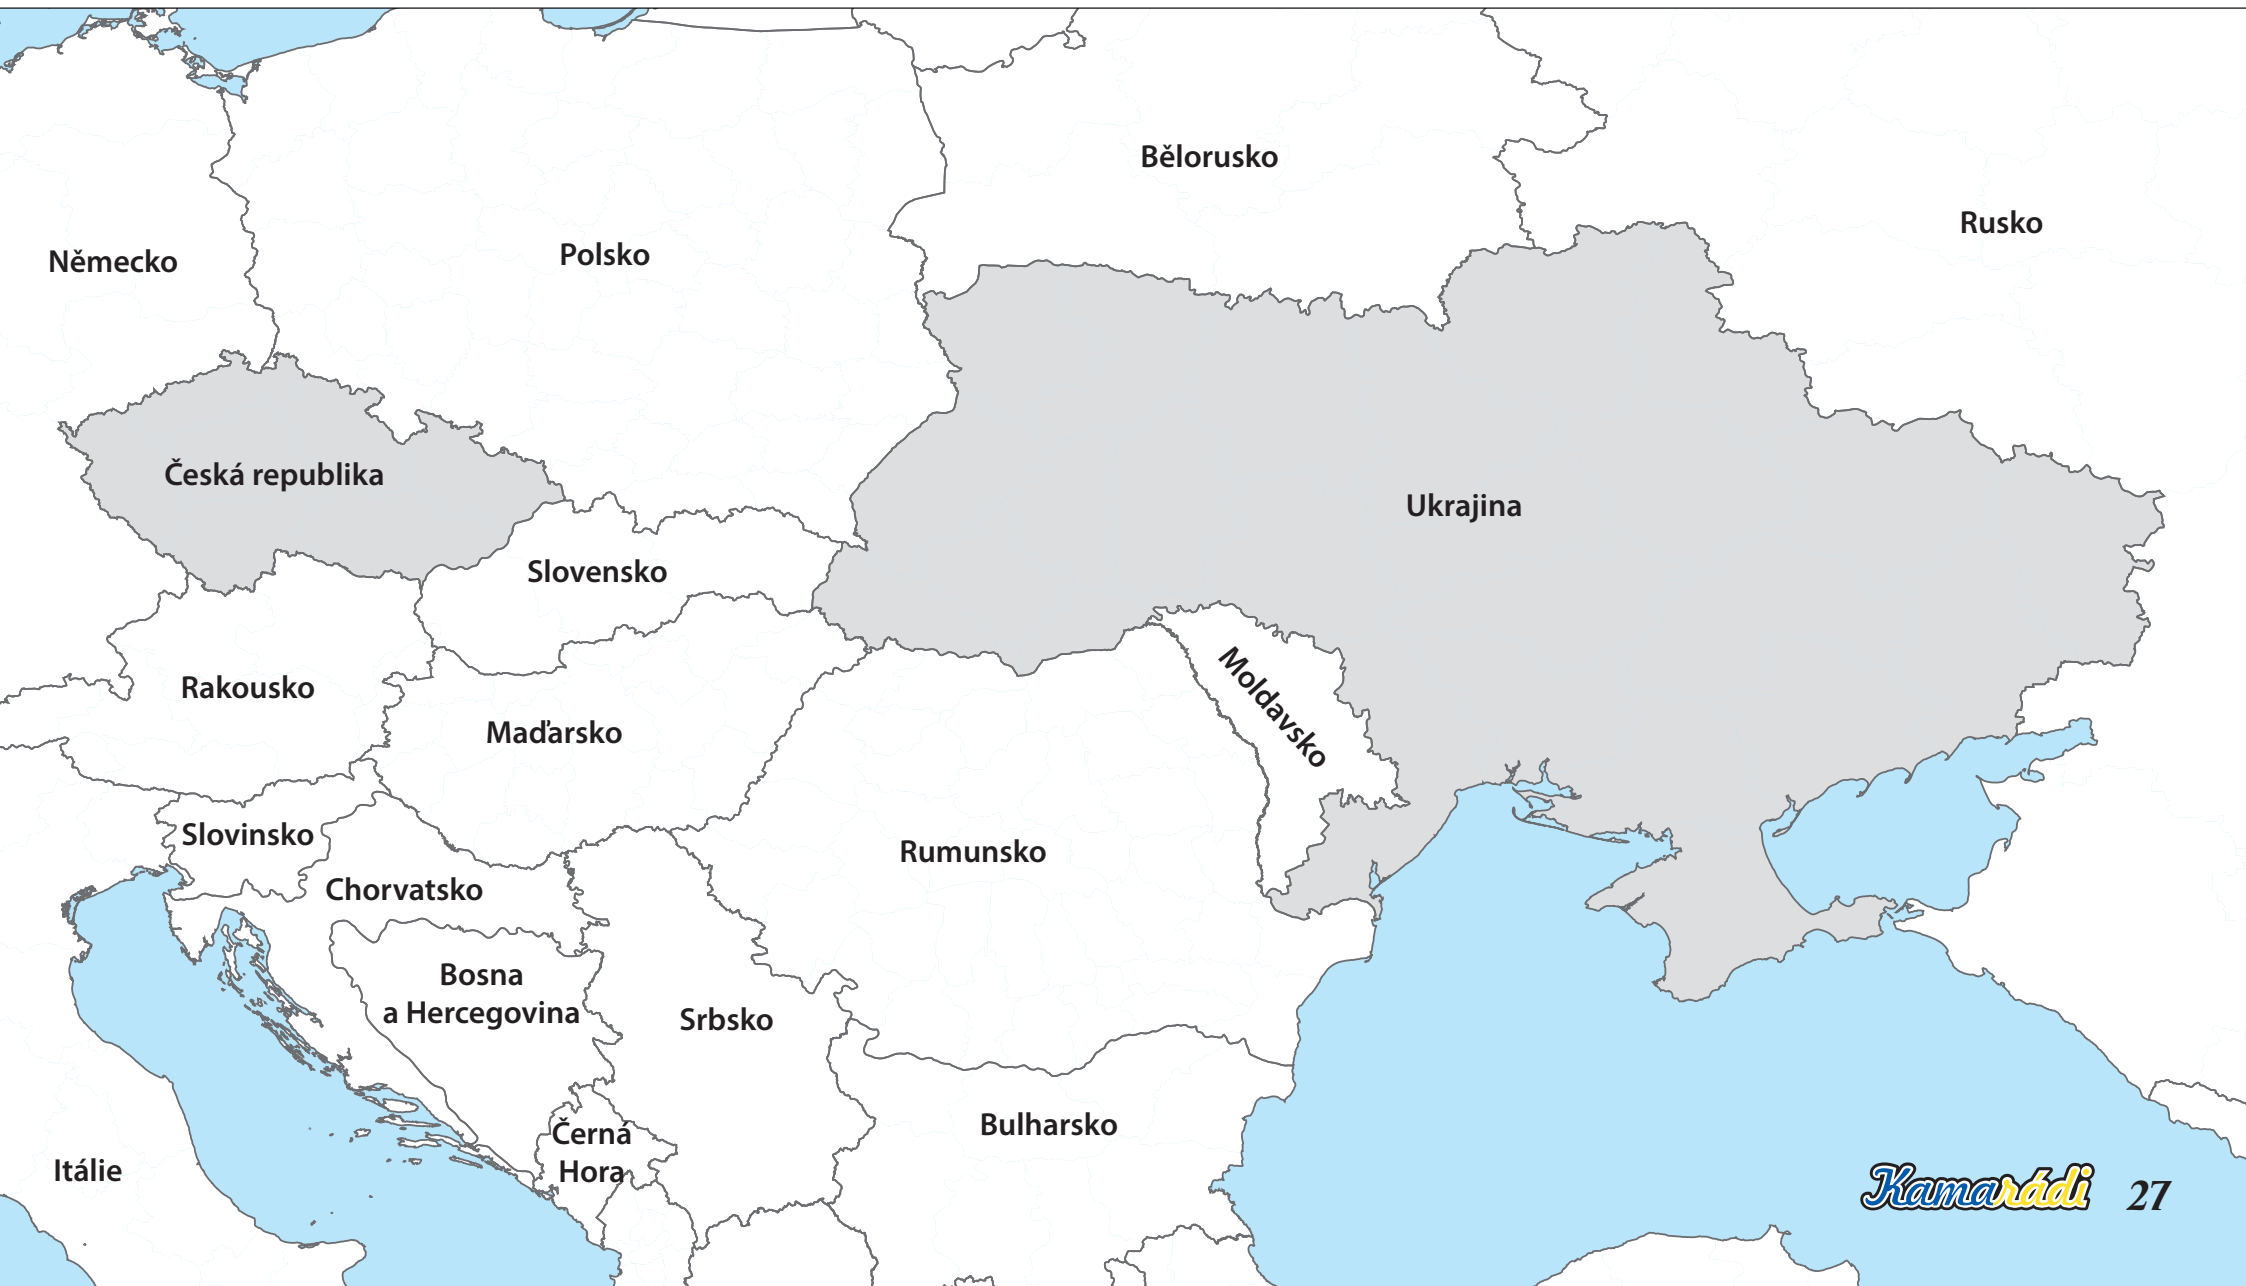 Bělorusko
Rusko
Německo
Polsko
Česká republika
Ukrajina
Slovensko
Rakousko
Moldavsko
Maďarsko
Slovinsko
Rumunsko
Chorvatsko
Bosna
a Hercegovina
Srbsko
Bulharsko
Černá
Hora
Itálie
Kamarádi 27